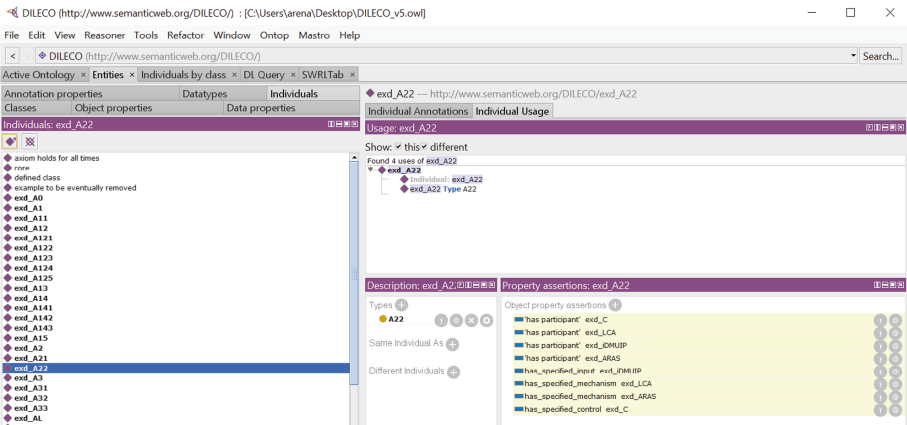 DILECO (http://www.semanticweb.org/DILECO/) : [C:\Users\arena\Desktop\DILECO_v5.owl]
File Edit View Reasoner Tools Refactor Window Ontop Mastro Help
< > DILECO (http://www.semanticweb.org/DILECO/) Search...
Active Ontology × Entities × Individuals by class × DL Query × SWRLTab ×
Annotation properties Datatypes Individuals
Classes Object properties Data properties
Individuals: exd_A22
axiom holds for all times
core
defined class
example to be eventually removed
exd_A0
exd_A1
exd_A11
exd_A12
exd_A121
exd_A122
exd_A123
exd_A124
exd_A125
exd_A13
exd_A14
exd_A141
exd_A142
exd_A143
exd_A15
exd_A2
exd_A21
exd_A22
exd_A3
exd_A31
exd_A32
exd_A33
exd_AL
exd_A22 — http://www.semanticweb.org/DILECO/exd_A22
Individual Annotations Individual Usage
Usage: exd_A22
Show: this different
Found 4 uses of exd_A22
exd_A22
Individual: exd_A22
exd_A22 Type A22
Description: exd_A2
Types
A22
Same Individual As
Different Individuals
Property assertions: exd_A22
Object property assertions
'has participant' exd_C
'has participant' exd_LCA
'has participant' exd_iDMUIP
'has participant' exd_ARAS
has_specified_input exd_iDMUIP
has_specified_mechanism exd_LCA
has_specified_mechanism exd_ARAS
has_specified_control exd_C